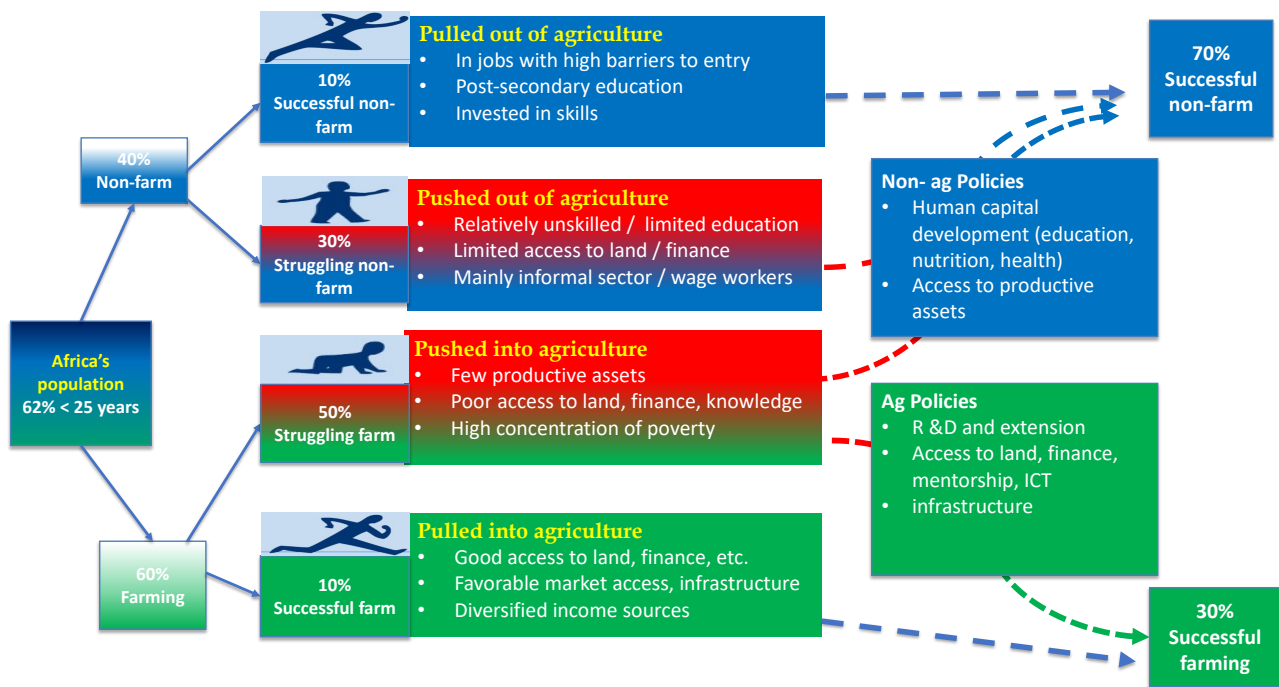 Pulled out of agriculture
• In jobs with high barriers to entry
• Post-secondary education
• Invested in skills
10%
Successful non-
farm
70%
Successful
non-farm
40%
Non-farm
Pushed out of agriculture
• Relatively unskilled / limited education
• Limited access to land / finance
• Mainly informal sector / wage workers
30%
Struggling non-
farm
Non- ag Policies
• Human capital
development (education,
nutrition, health)
• Access to productive
assets
Africa's
population
62% < 25 years
Pushed into agriculture
• Few productive assets
• Poor access to land, finance, knowledge
• High concentration of poverty
50%
Struggling farm
Ag Policies
• R &D and extension
• Access to land, finance,
mentorship, ICT
• infrastructure
60%
Farming
Pulled into agriculture
• Good access to land, finance, etc.
• Favorable market access, infrastructure
• Diversified income sources
10%
Successful farm
30%
Successful
farming